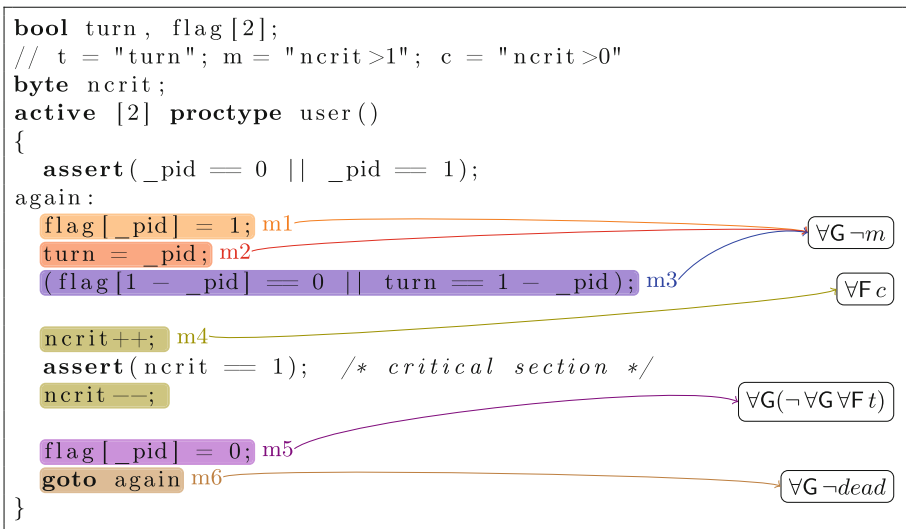 bool turn, flag[2];
// t = "turn"; m = "ncrit>1"; c = "ncrit>0"
byte ncrit;
active [2] proctype user()
{
assert(_pid == 0 || _pid == 1);
again:
flag[_pid] = 1; m1
∀G ¬m
turn = _pid; m2
(flag[1 - _pid] == 0 || turn == 1 - _pid); m3
∀F c
ncrit++; m4
assert(ncrit == 1); /* critical section */
ncrit--;
∀G(¬∀G∀F t)
flag[_pid] = 0; m5
goto again m6
∀G ¬dead
}